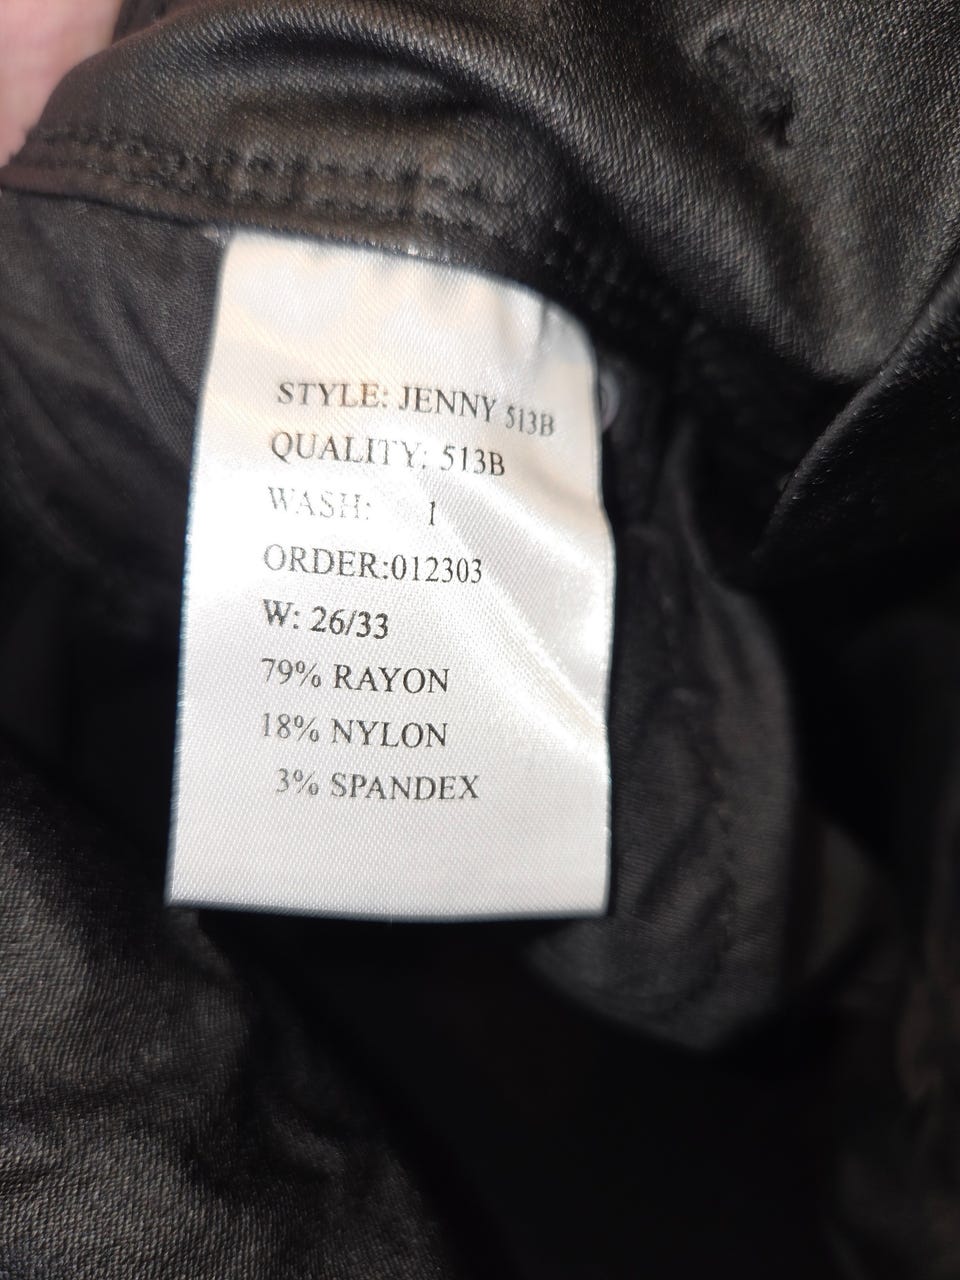 STYLE: JENNY 513B
QUALITY: 513B
WASH: 1
ORDER:012303
W: 26/33
79% RAYON
18% NYLON
3% SPANDEX